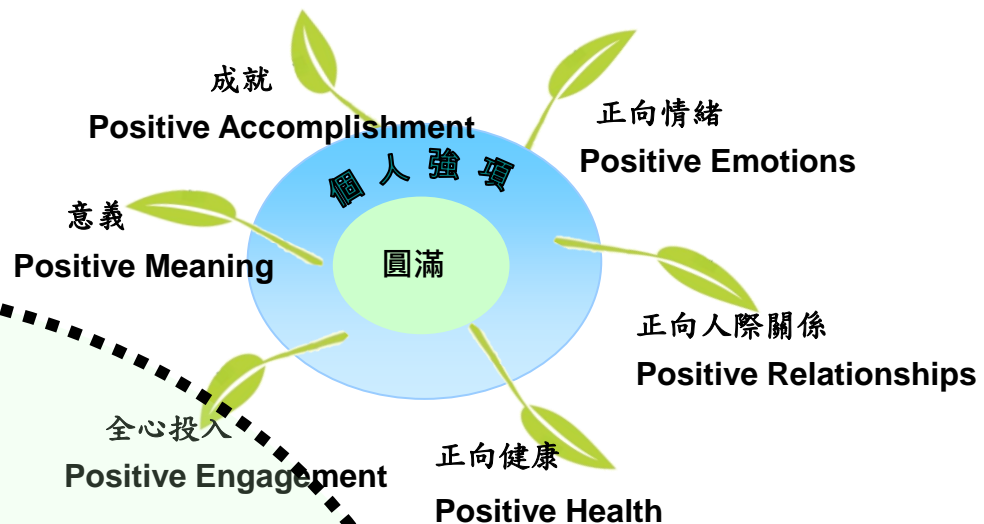 成就
Positive Accomplishment
正向情緒
Positive Emotions
個人強項
意義
Positive Meaning
圓滿
正向人際關係
Positive Relationships
全心投入
Positive Engagement
正向健康
Positive Health